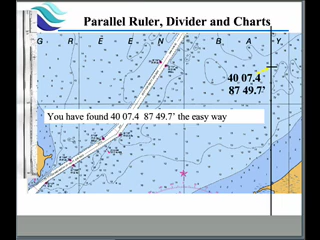 Parallel Ruler, Divider and Charts
G R E E N B A Y
40 07.4
87 49.7'
You have found 40 07.4 87 49.7' the easy way